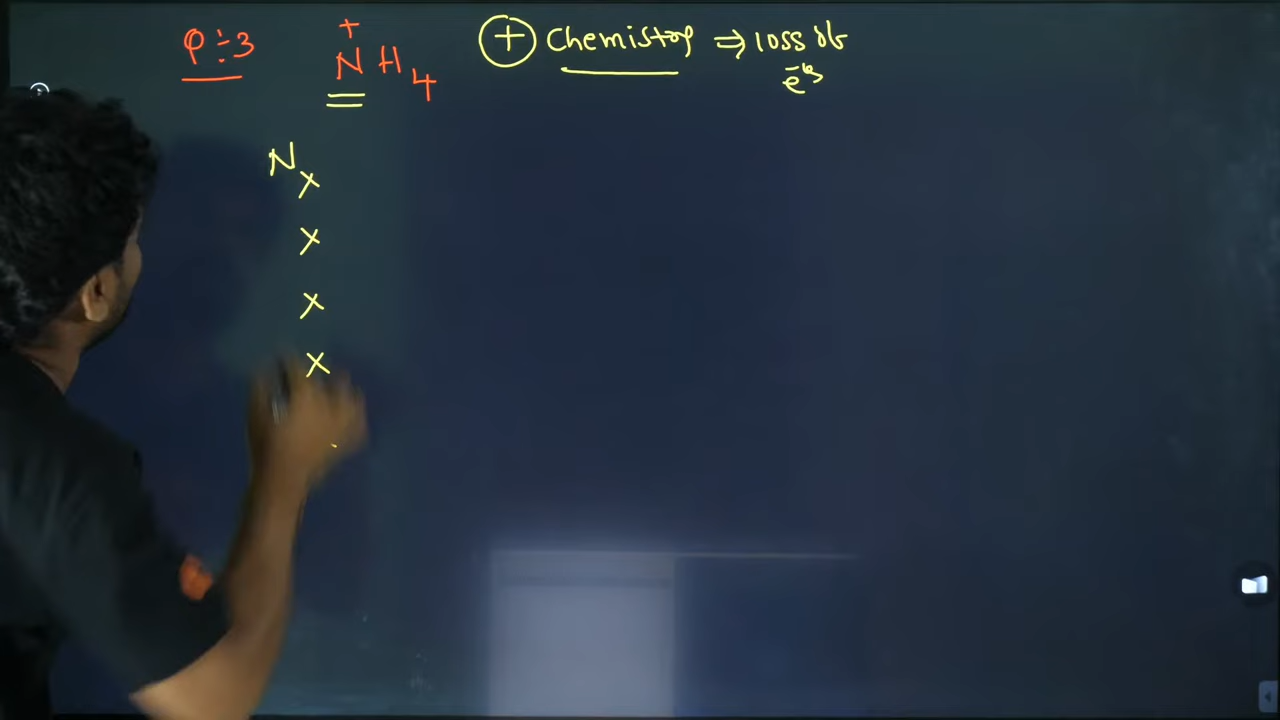 Q÷3
+
NH4
⊕ Chemistry ⇒ loss of
e⁻s
N x
x
x
x